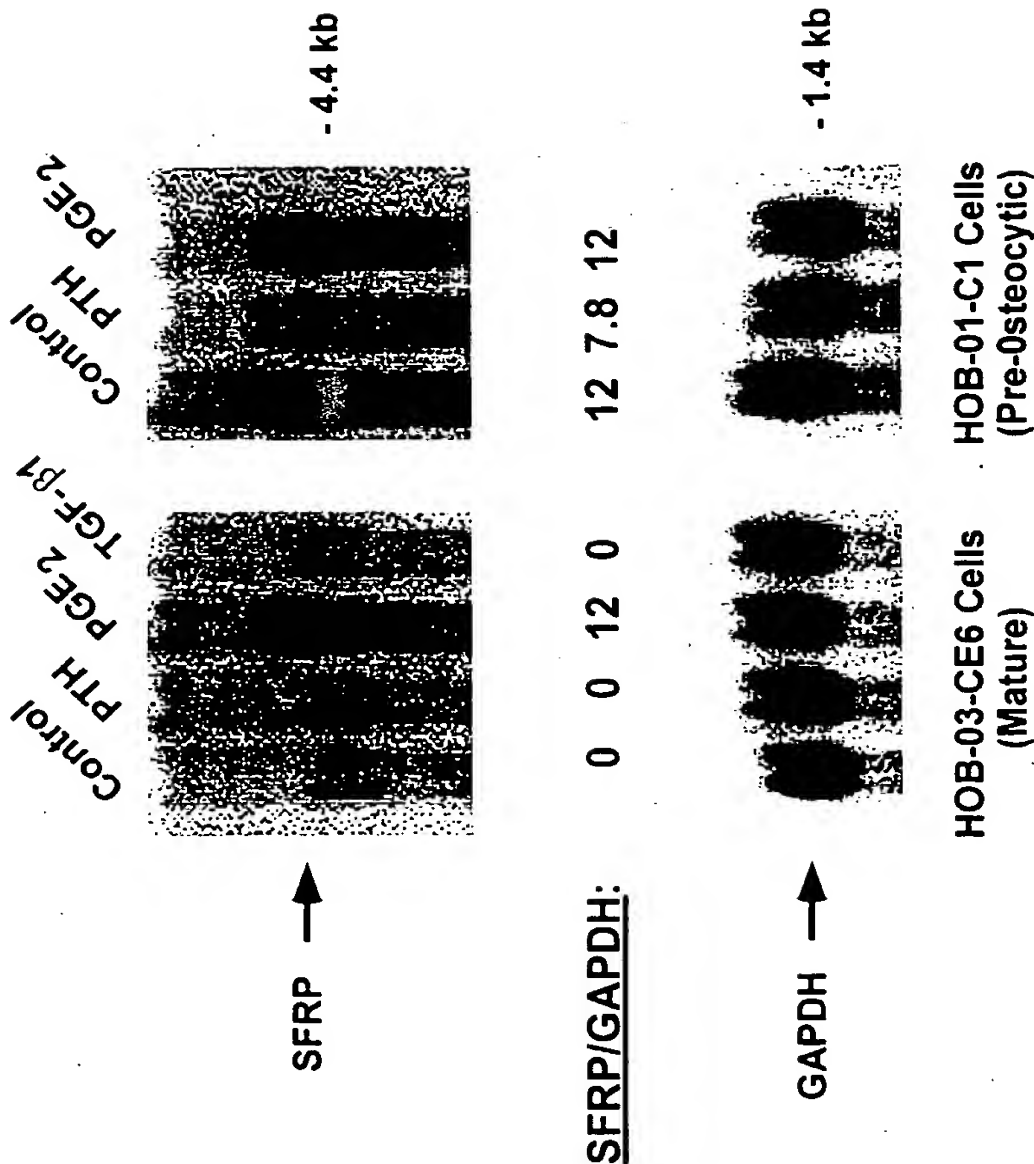 Control PTH PGE2 TGF-β1 Control PTH PGE2
SFRP - 4.4 kb
SFRP/GAPDH: 0 0 12 0 12 7.8 12
GAPDH - 1.4 kb
HOB-03-CE6 Cells HOB-01-C1 Cells
(Mature) (Pre-Osteocytic)